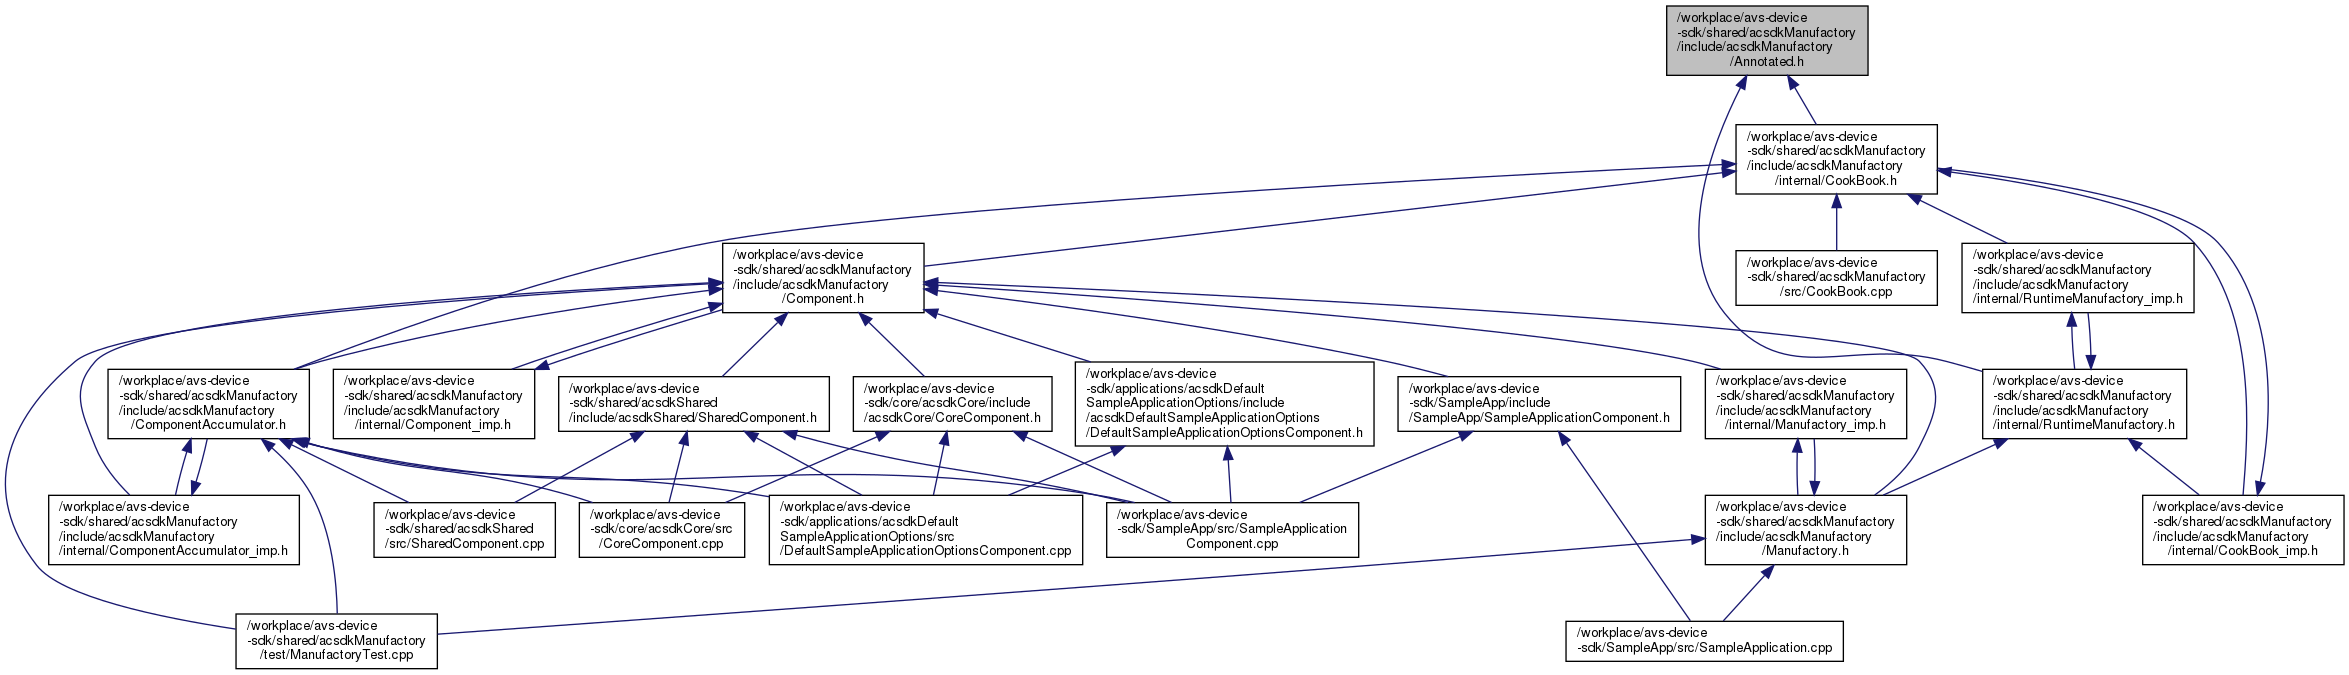 /workplace/avs-device
-sdk/shared/acsdkManufactory
/include/acsdkManufactory
/Annotated.h
/workplace/avs-device
-sdk/shared/acsdkManufactory
/include/acsdkManufactory
/internal/CookBook.h
/workplace/avs-device
-sdk/shared/acsdkManufactory
/include/acsdkManufactory
/Component.h
/workplace/avs-device
-sdk/shared/acsdkManufactory
/src/CookBook.cpp
/workplace/avs-device
-sdk/shared/acsdkManufactory
/include/acsdkManufactory
/internal/RuntimeManufactory_imp.h
/workplace/avs-device
-sdk/shared/acsdkManufactory
/include/acsdkManufactory
/ComponentAccumulator.h
/workplace/avs-device
-sdk/shared/acsdkManufactory
/include/acsdkManufactory
/internal/Component_imp.h
/workplace/avs-device
-sdk/shared/acsdkShared
/include/acsdkShared/SharedComponent.h
/workplace/avs-device
-sdk/core/acsdkCore/include
/acsdkCore/CoreComponent.h
/workplace/avs-device
-sdk/applications/acsdkDefault
SampleApplicationOptions/include
/acsdkDefaultSampleApplicationOptions
/DefaultSampleApplicationOptionsComponent.h
/workplace/avs-device
-sdk/SampleApp/include
/SampleApp/SampleApplicationComponent.h
/workplace/avs-device
-sdk/shared/acsdkManufactory
/include/acsdkManufactory
/internal/Manufactory_imp.h
/workplace/avs-device
-sdk/shared/acsdkManufactory
/include/acsdkManufactory
/internal/RuntimeManufactory.h
/workplace/avs-device
-sdk/shared/acsdkManufactory
/include/acsdkManufactory
/internal/ComponentAccumulator_imp.h
/workplace/avs-device
-sdk/shared/acsdkShared
/src/SharedComponent.cpp
/workplace/avs-device
-sdk/core/acsdkCore/src
/CoreComponent.cpp
/workplace/avs-device
-sdk/applications/acsdkDefault
SampleApplicationOptions/src
/DefaultSampleApplicationOptionsComponent.cpp
/workplace/avs-device
-sdk/SampleApp/src/SampleApplication
Component.cpp
/workplace/avs-device
-sdk/shared/acsdkManufactory
/include/acsdkManufactory
/Manufactory.h
/workplace/avs-device
-sdk/shared/acsdkManufactory
/include/acsdkManufactory
/internal/CookBook_imp.h
/workplace/avs-device
-sdk/shared/acsdkManufactory
/test/ManufactoryTest.cpp
/workplace/avs-device
-sdk/SampleApp/src/SampleApplication.cpp